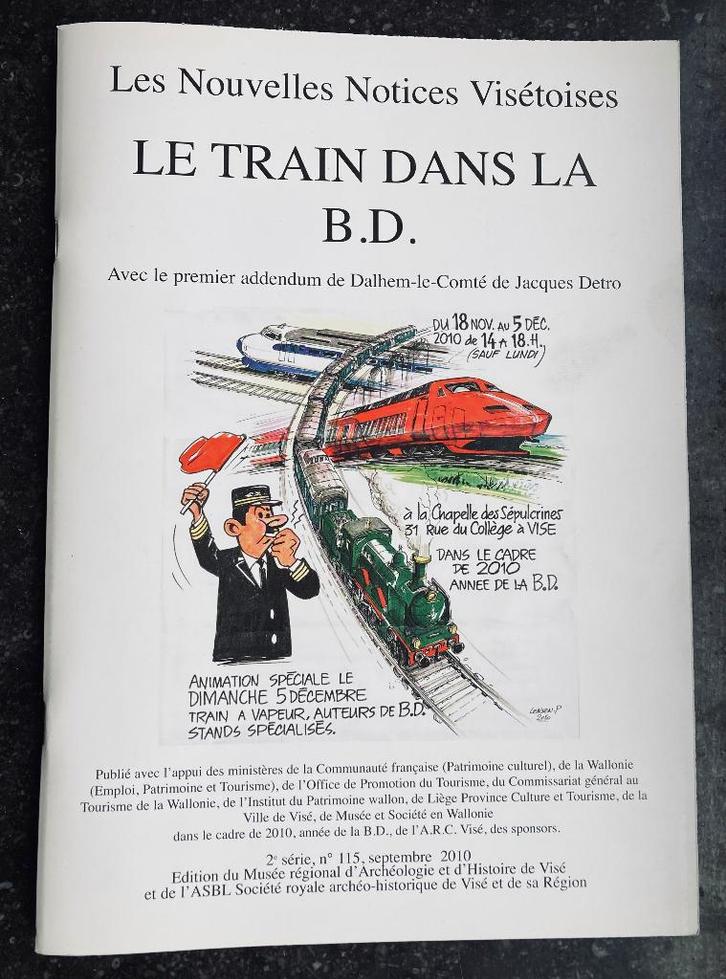 Les Nouvelles Notices Visétoises
LE TRAIN DANS LA
B.D.
Avec le premier addendum de Dalhem-le-Comté de Jacques Detro
DU 18 NOV. AU 5 DÉC.
2010 de 14 A 18.H.
(SAUF LUNDI)
à la Chapelle des Sépulcrines
31 Rue du Collège à VISE
DANS LE CADRE
DE 2010
ANNEE DE LA B.D.
ANIMATION SPÉCIALE LE
DIMANCHE 5 DÉCEMBRE
TRAIN A VAPEUR, AUTEURS DE B.D.
STANDS SPÉCIALISÉS.
2010
Publié avec l'appui des ministères de la Communauté française (Patrimoine culturel), de la Wallonie
(Emploi, Patrimoine et Tourisme), de l'Office de Promotion du Tourisme, du Commissariat général au
Tourisme de la Wallonie, de l'Institut du Patrimoine wallon, de Liège Province Culture et Tourisme, de la
Ville de Visé, de Musée et Société en Wallonie
dans le cadre de 2010, année de la B.D., de l'A.R.C. Visé, des sponsors.
2e série, n° 115, septembre 2010
Edition du Musée régional d'Archéologie et d'Histoire de Visé
et de l'ASBL Société royale archéo-historique de Visé et de sa Région